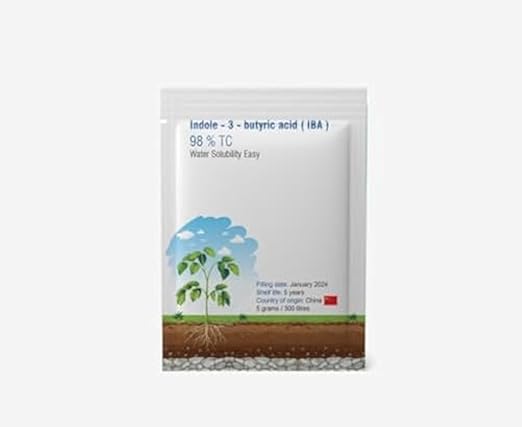 Indole - 3 - butyric acid ( IBA )
98 % TC
Water Solubility Easy
Filling date: January 2024
Shelf life: 5 years
Country of origin: China
5 grams / 300 litres